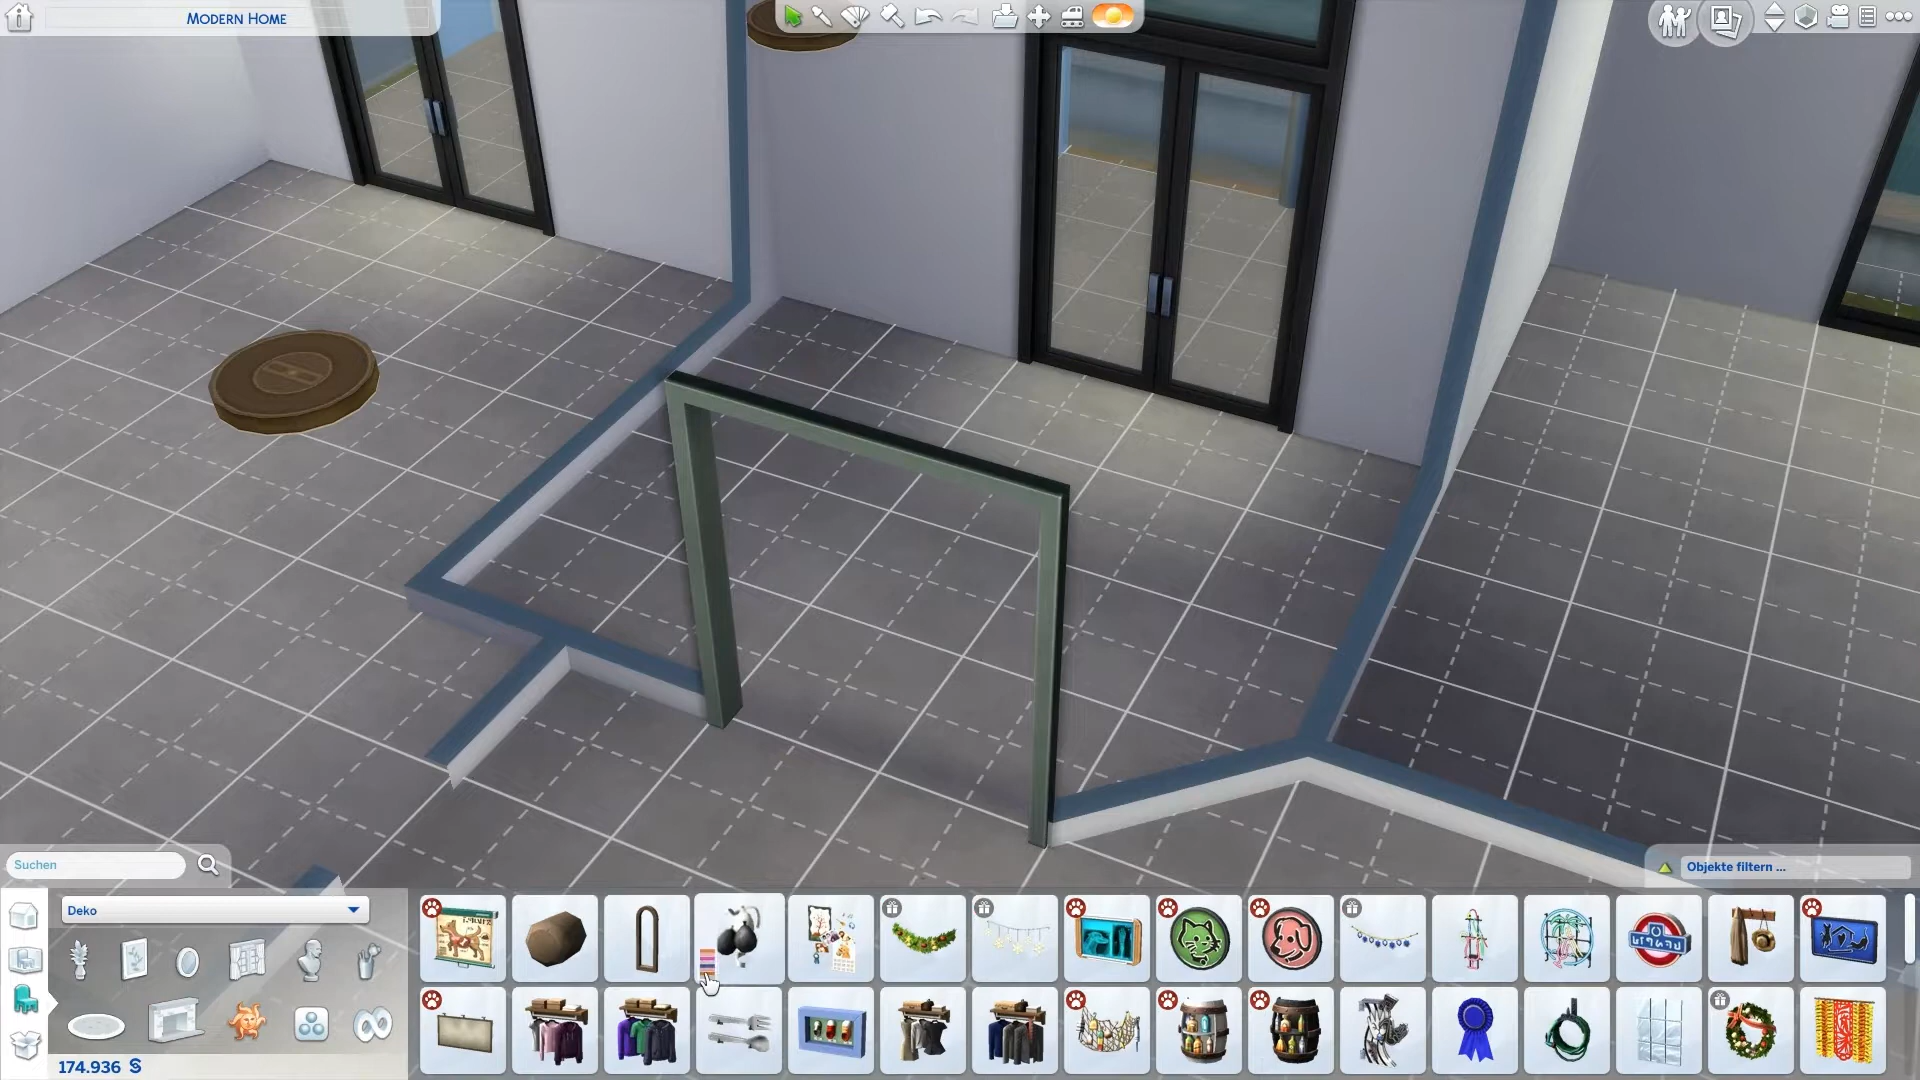 Modern Home
Suchen
Objekte filtern ...
Deko
174.936 §